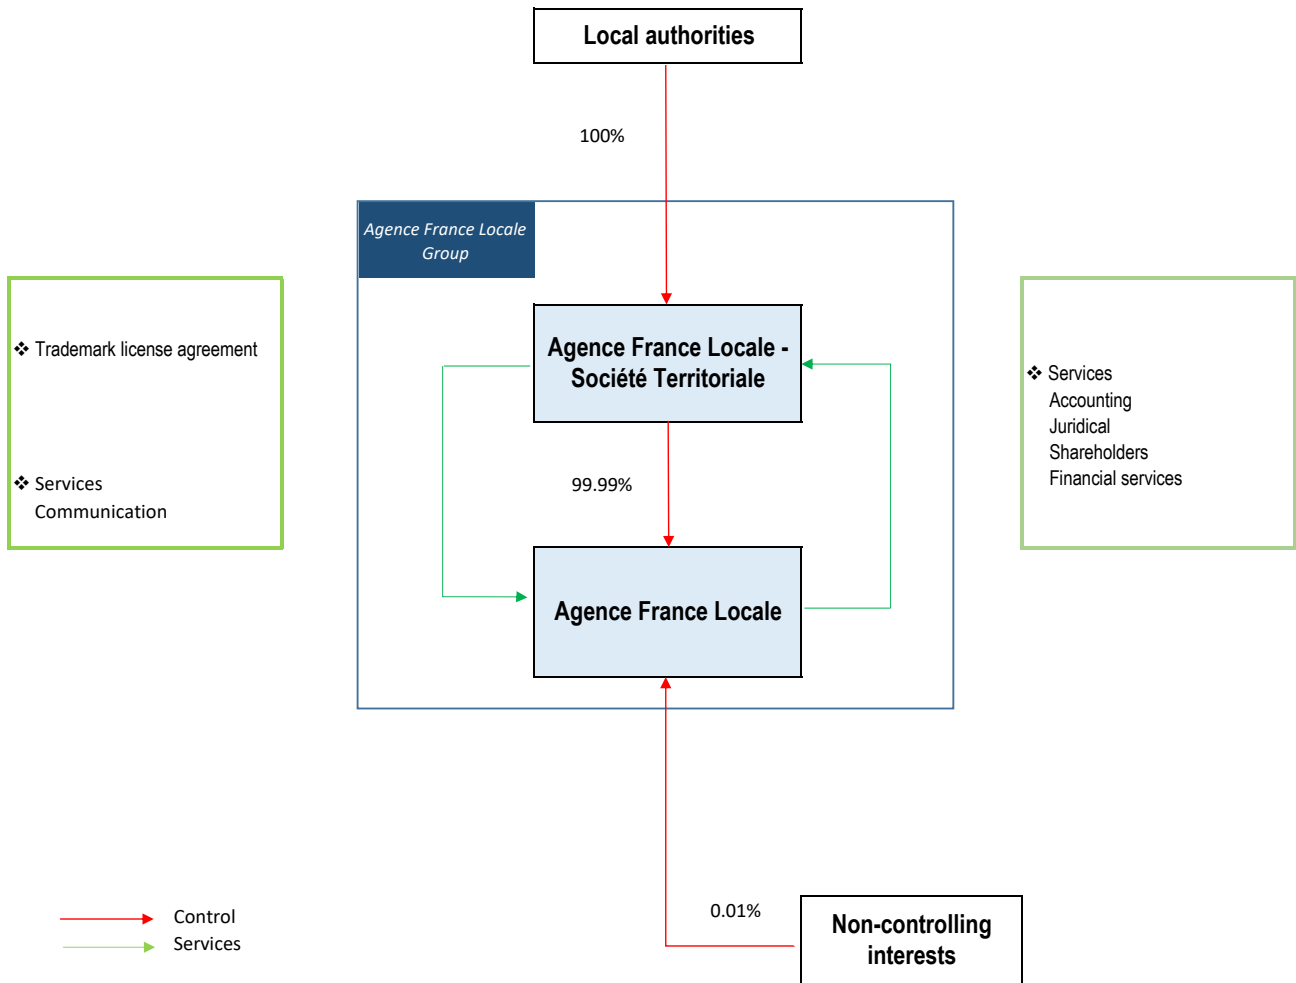 Local authorities
100%
Agence France Locale
Group
❖ Trademark license agreement
❖ Services
Communication
Agence France Locale -
Société Territoriale
99.99%
Agence France Locale
❖ Services
Accounting
Juridical
Shareholders
Financial services
0.01%
Non-controlling
interests
Control
Services